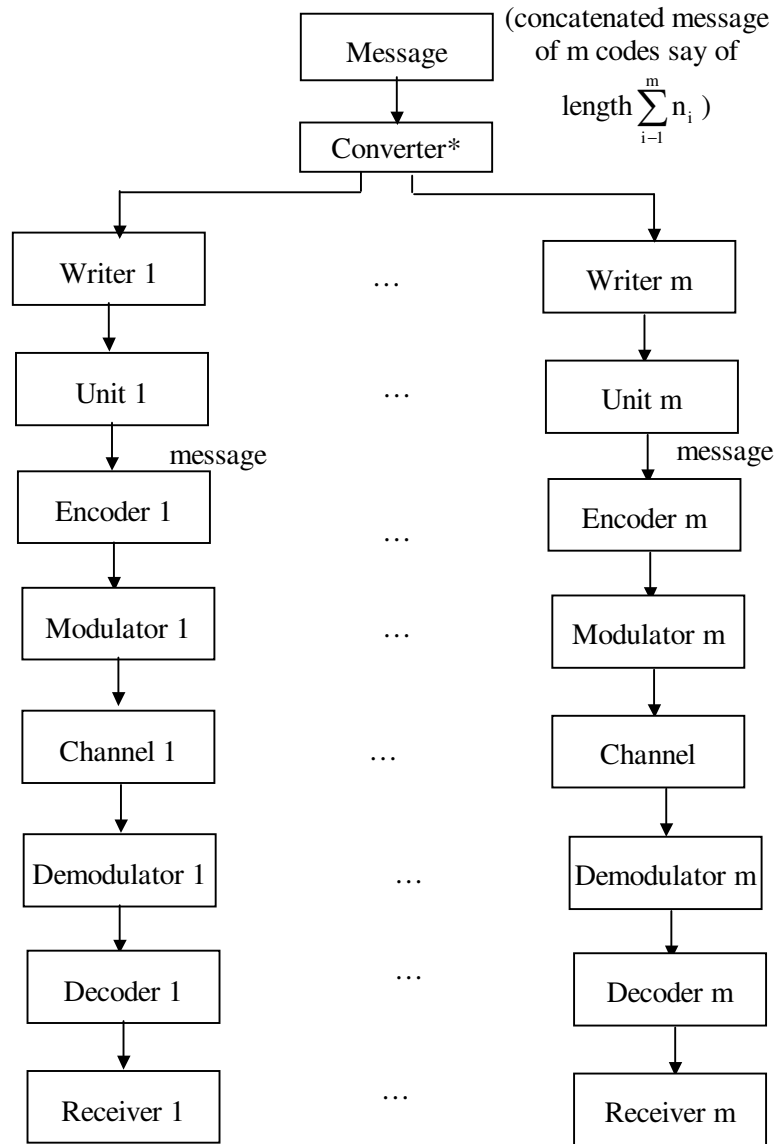 Message
(concatenated message
of m codes say of
length $\sum_{i-1}^{m} n_i$ )
Converter*
Writer 1
...
Writer m
Unit 1
...
Unit m
message
message
Encoder 1
...
Encoder m
Modulator 1
...
Modulator m
Channel 1
...
Channel
Demodulator 1
...
Demodulator m
Decoder 1
...
Decoder m
Receiver 1
...
Receiver m